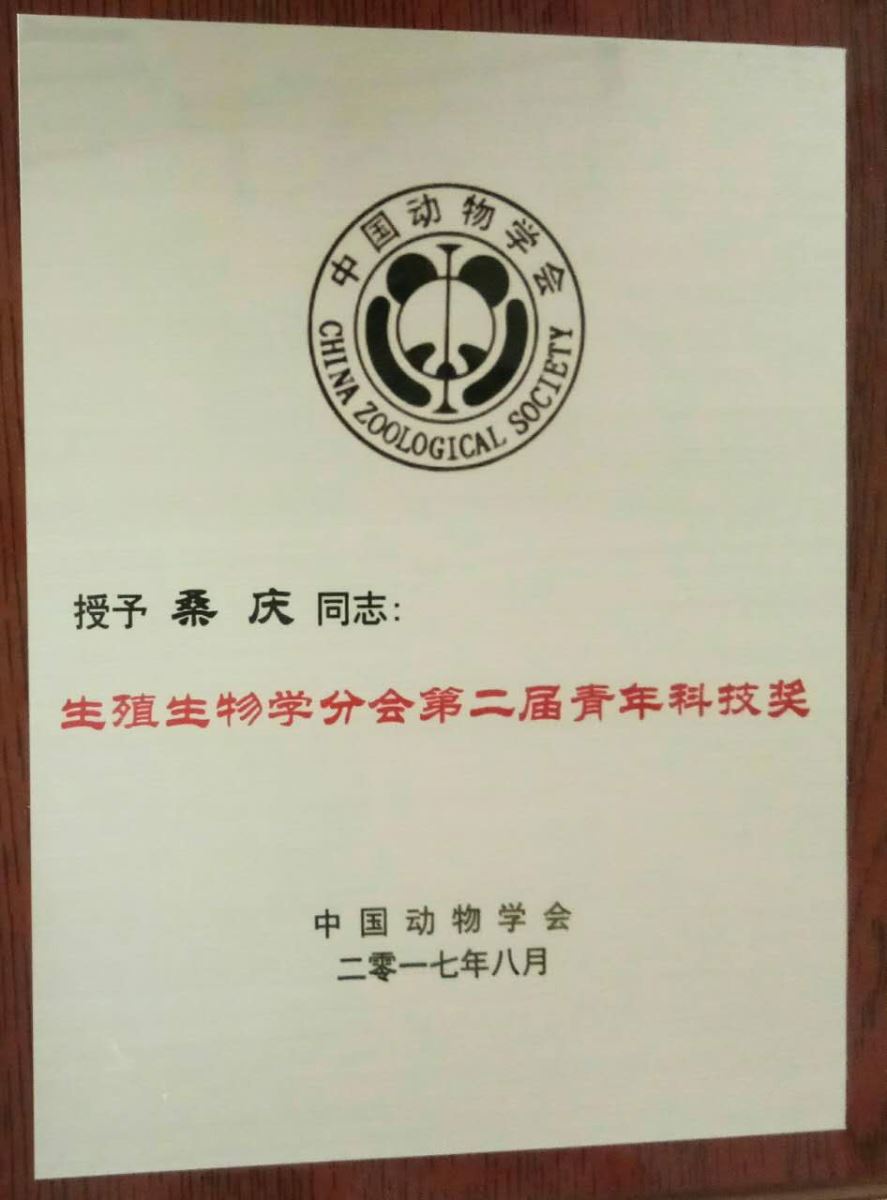 中国动物学会
CHINA ZOOLOGICAL SOCIETY
授予 桑 庆 同志:
生殖生物学分会第二届青年科技奖
中国动物学会
二零一七年八月